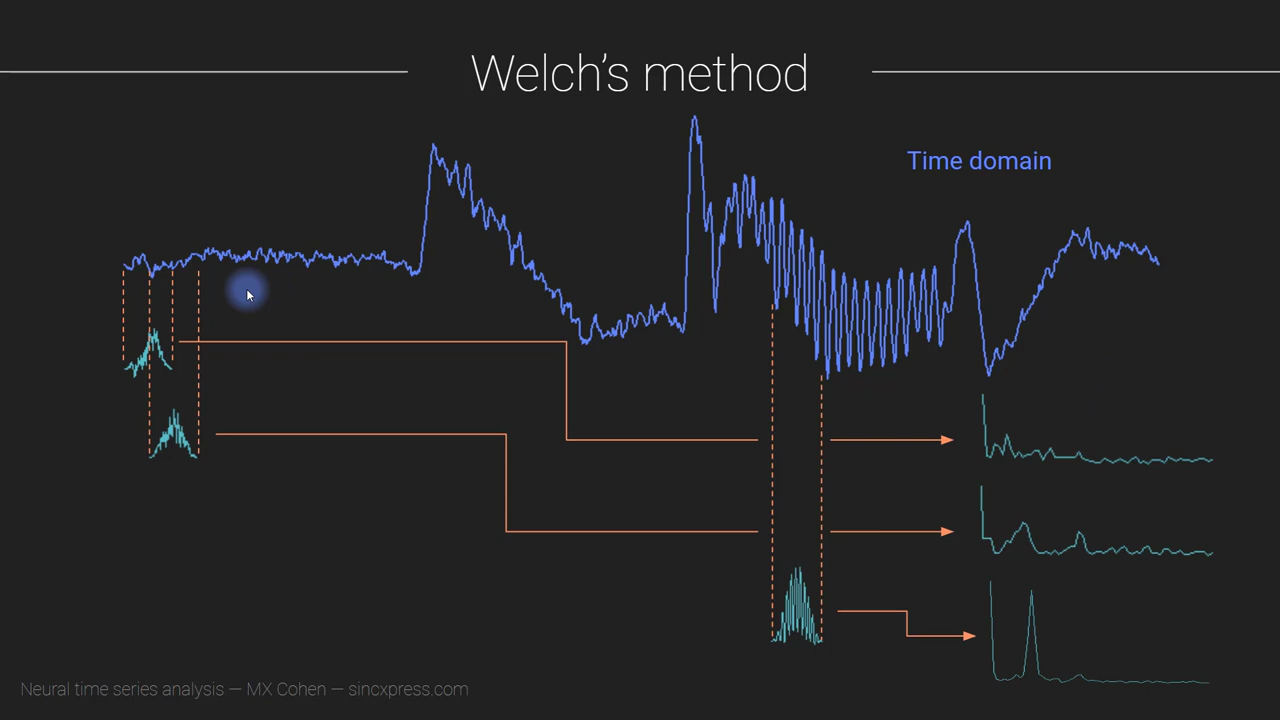 Welch’s method
Time domain
Neural time series analysis — MX Cohen — sincxpress.com